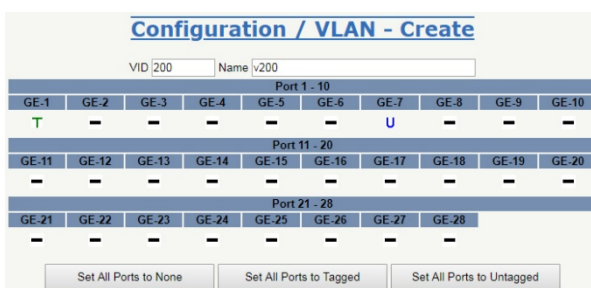 Configuration / VLAN - Create
VID 200 Name v200
Port 1 - 10
GE-1 GE-2 GE-3 GE-4 GE-5 GE-6 GE-7 GE-8 GE-9 GE-10
T - - - - - U - - -
Port 11 - 20
GE-11 GE-12 GE-13 GE-14 GE-15 GE-16 GE-17 GE-18 GE-19 GE-20
- - - - - - - - - -
Port 21 - 28
GE-21 GE-22 GE-23 GE-24 GE-25 GE-26 GE-27 GE-28
- - - - - - - -
Set All Ports to None Set All Ports to Tagged Set All Ports to Untagged